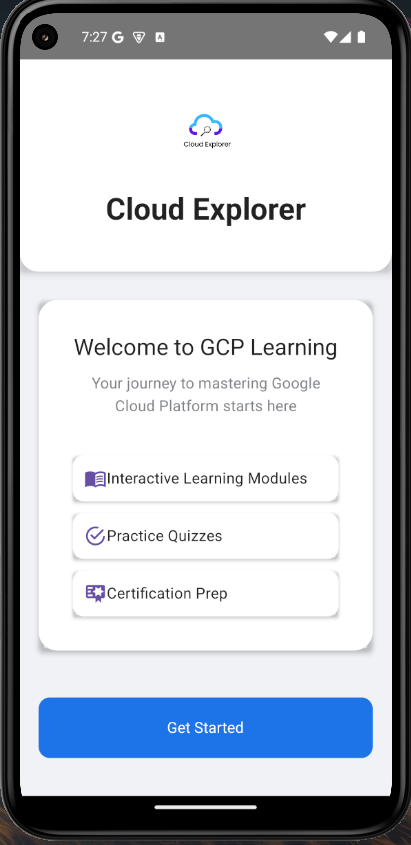 7:27
Cloud Explorer
Cloud Explorer
Welcome to GCP Learning
Your journey to mastering Google
Cloud Platform starts here
Interactive Learning Modules
Practice Quizzes
Certification Prep
Get Started